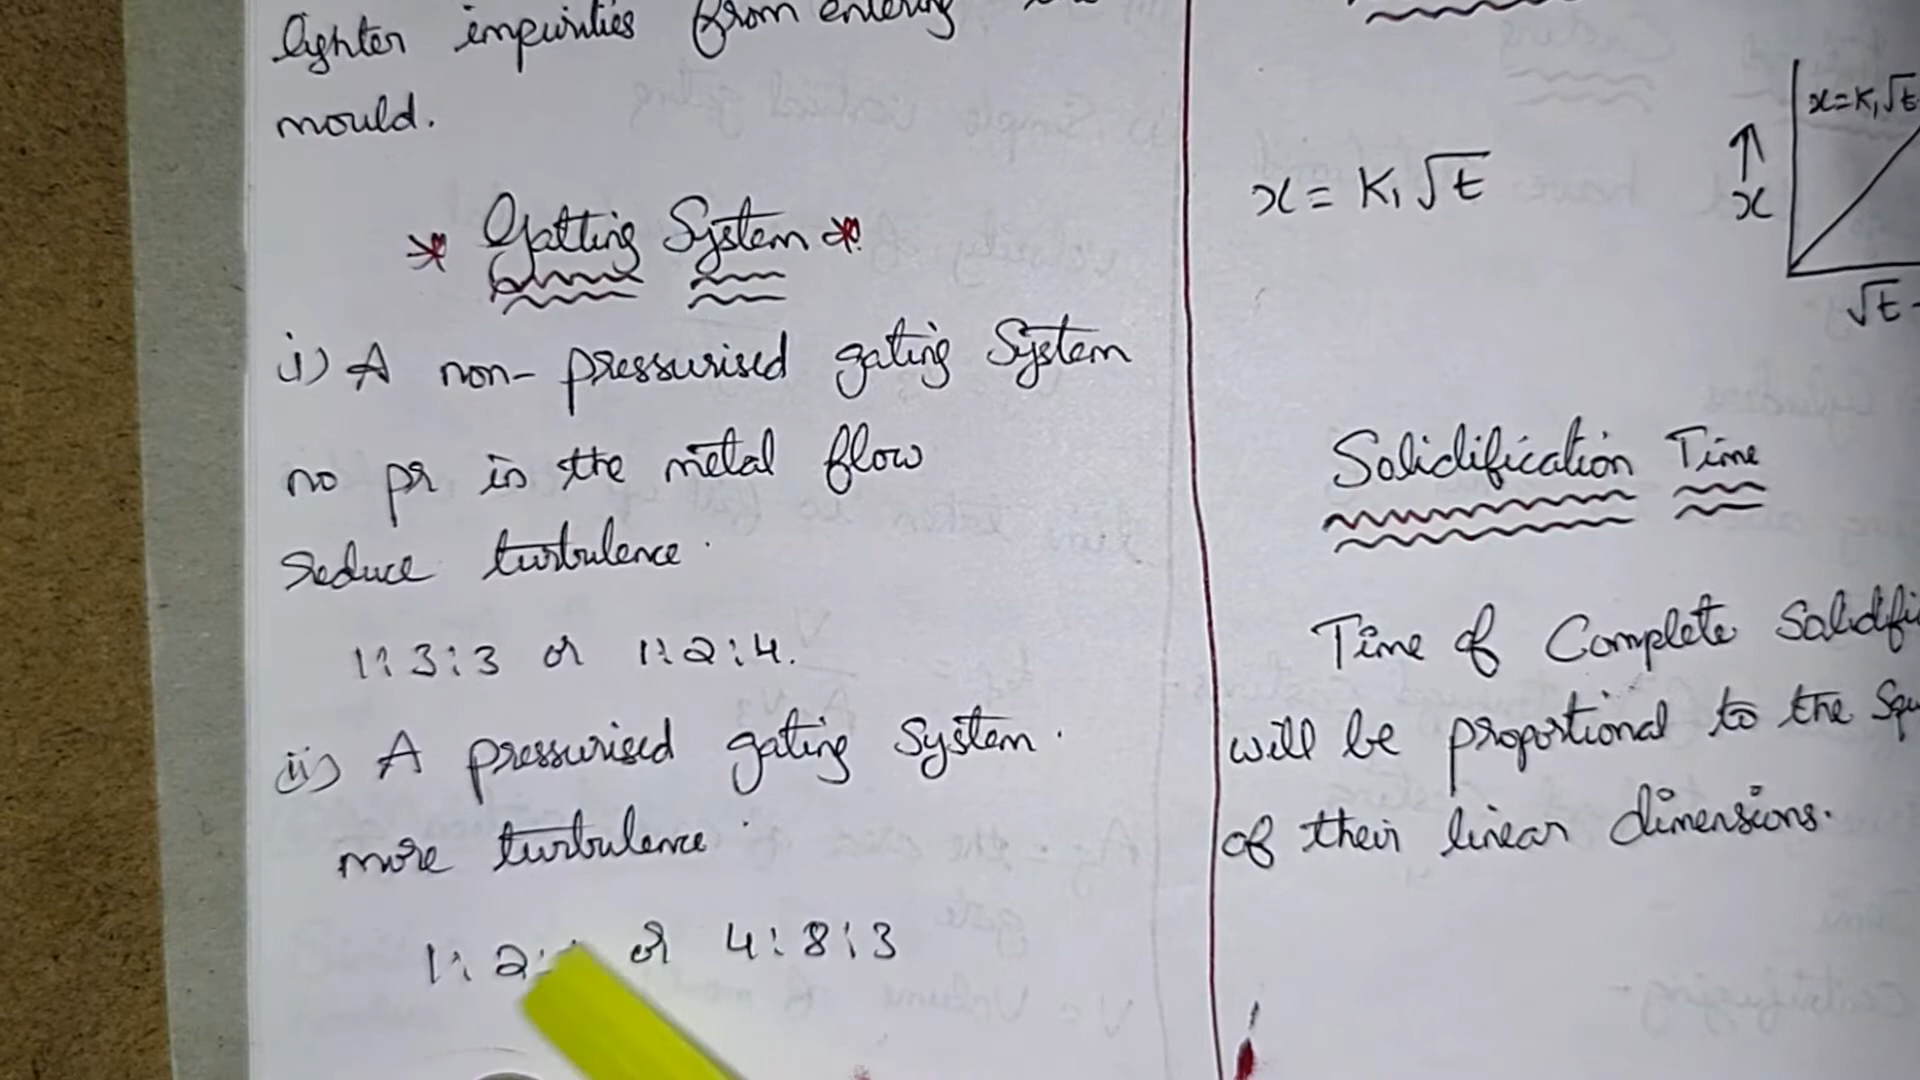 lighter impurities from entering
mould.
* Gatting System *
i) A non-pressurised gating System
no pr in the metal flow
reduce turbulence.
1:3:3 or 1:2:4.
ii) A pressurised gating System.
more turbulence.
1:2: or 4:8:3
x = K₁√t
x=K₁√t
↑
x
√t
Solidification Time
Time of Complete Solidifi
will be proportional to the Squ
of their linear dimensions.